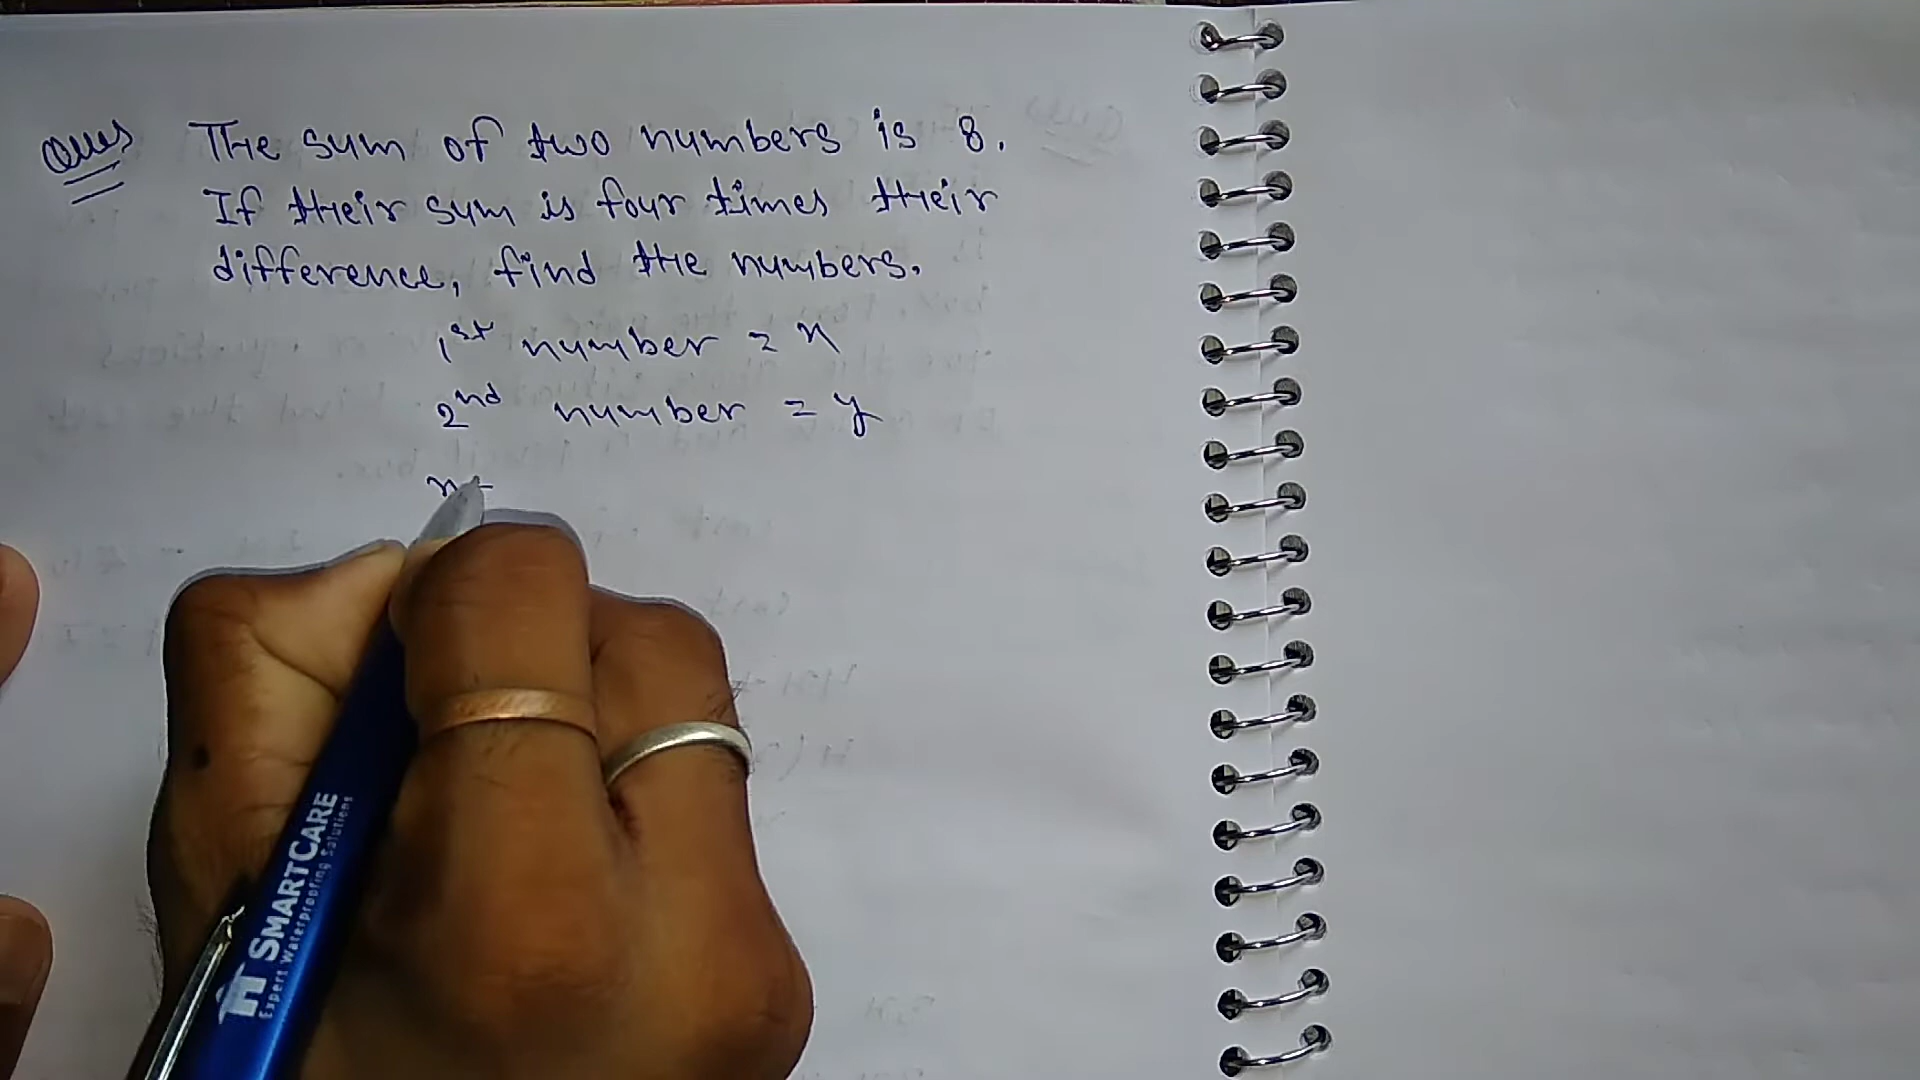 Ques The sum of two numbers is 8.
If their sum is four times their
difference, find the numbers.
1st number = x
2nd number = y
x+
SMARTCARE
Expert Waterproofing Solutions